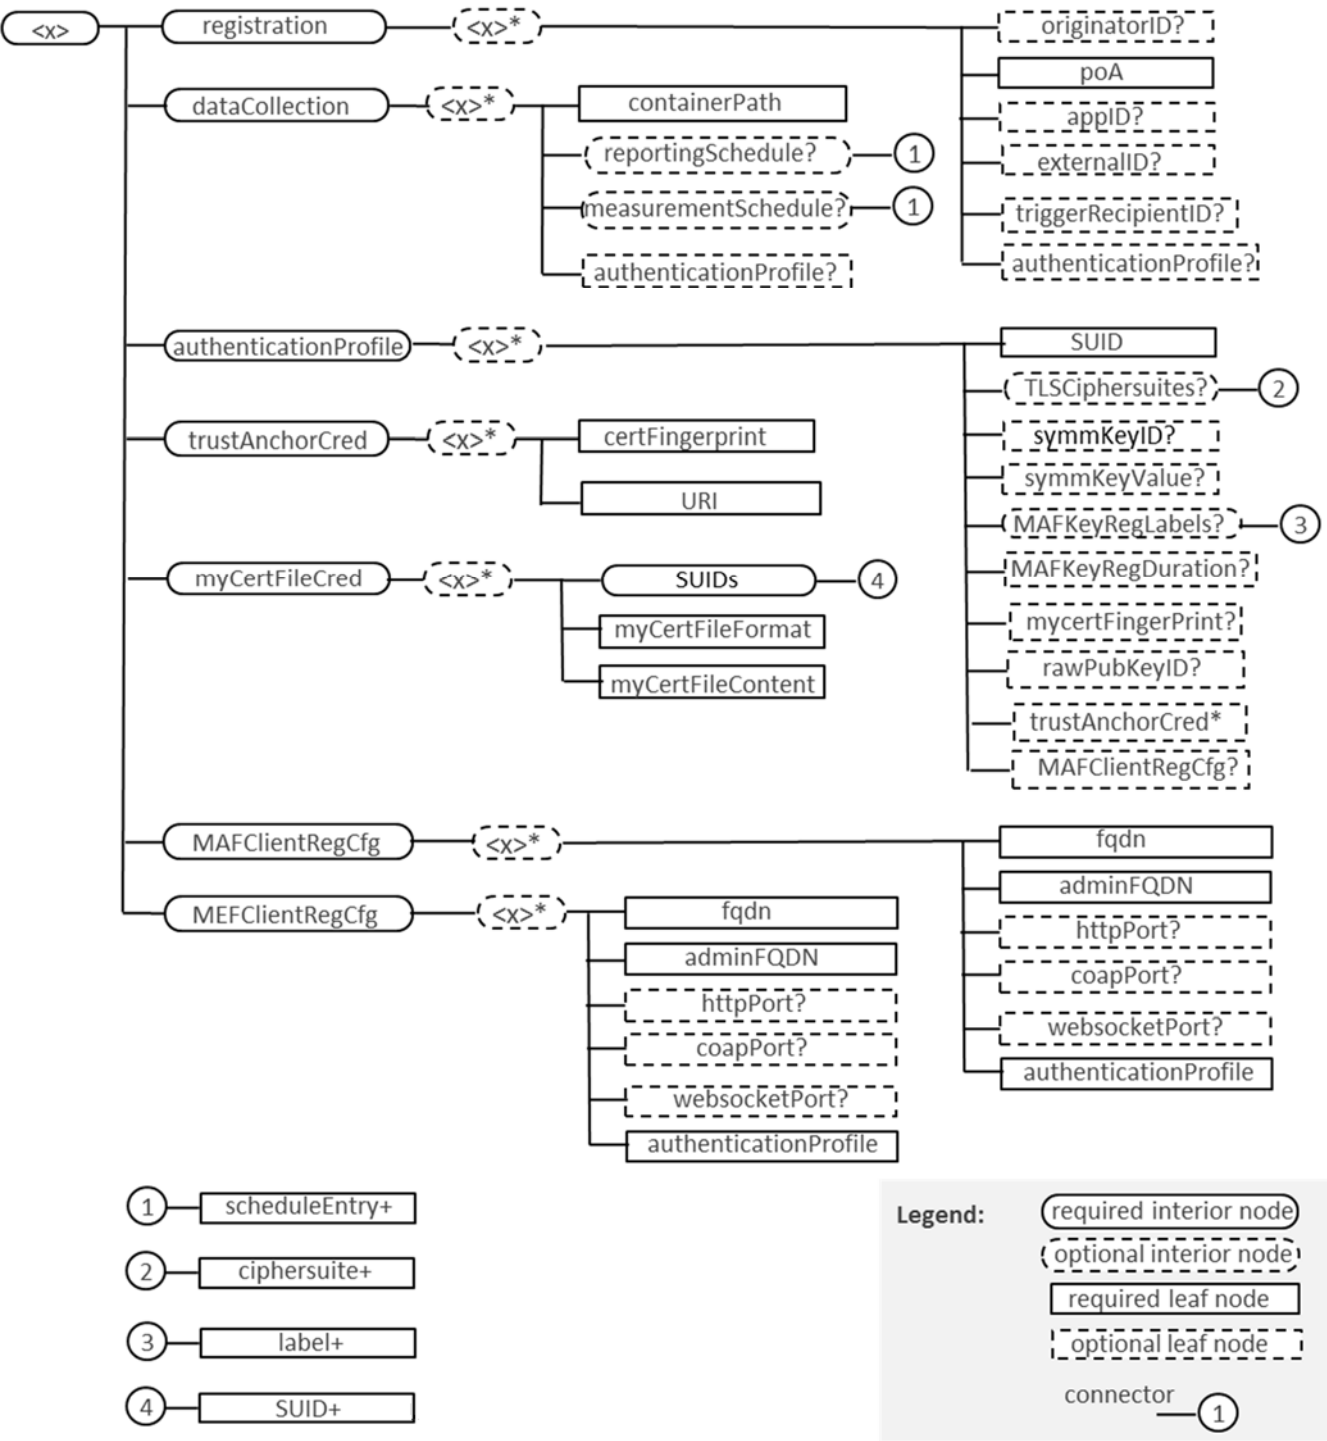 <x>
registration
<x>*
originatorID?
poA
appID?
externalID?
triggerRecipientID?
authenticationProfile?
dataCollection
<x>*
containerPath
reportingSchedule?
1
measurementSchedule?
1
authenticationProfile?
authenticationProfile
<x>*
SUID
TLSCiphersuites?
2
symmKeyID?
symmKeyValue?
MAFKeyRegLabels?
3
MAFKeyRegDuration?
mycertFingerPrint?
rawPubKeyID?
trustAnchorCred*
MAFClientRegCfg?
trustAnchorCred
<x>*
certFingerprint
URI
myCertFileCred
<x>*
SUIDs
4
myCertFileFormat
myCertFileContent
MAFClientRegCfg
<x>*
fqdn
adminFQDN
httpPort?
coapPort?
websocketPort?
authenticationProfile
MEFClientRegCfg
<x>*
fqdn
adminFQDN
httpPort?
coapPort?
websocketPort?
authenticationProfile
1
scheduleEntry+
2
ciphersuite+
3
label+
4
SUID+
Legend:
required interior node
optional interior node
required leaf node
optional leaf node
connector
1